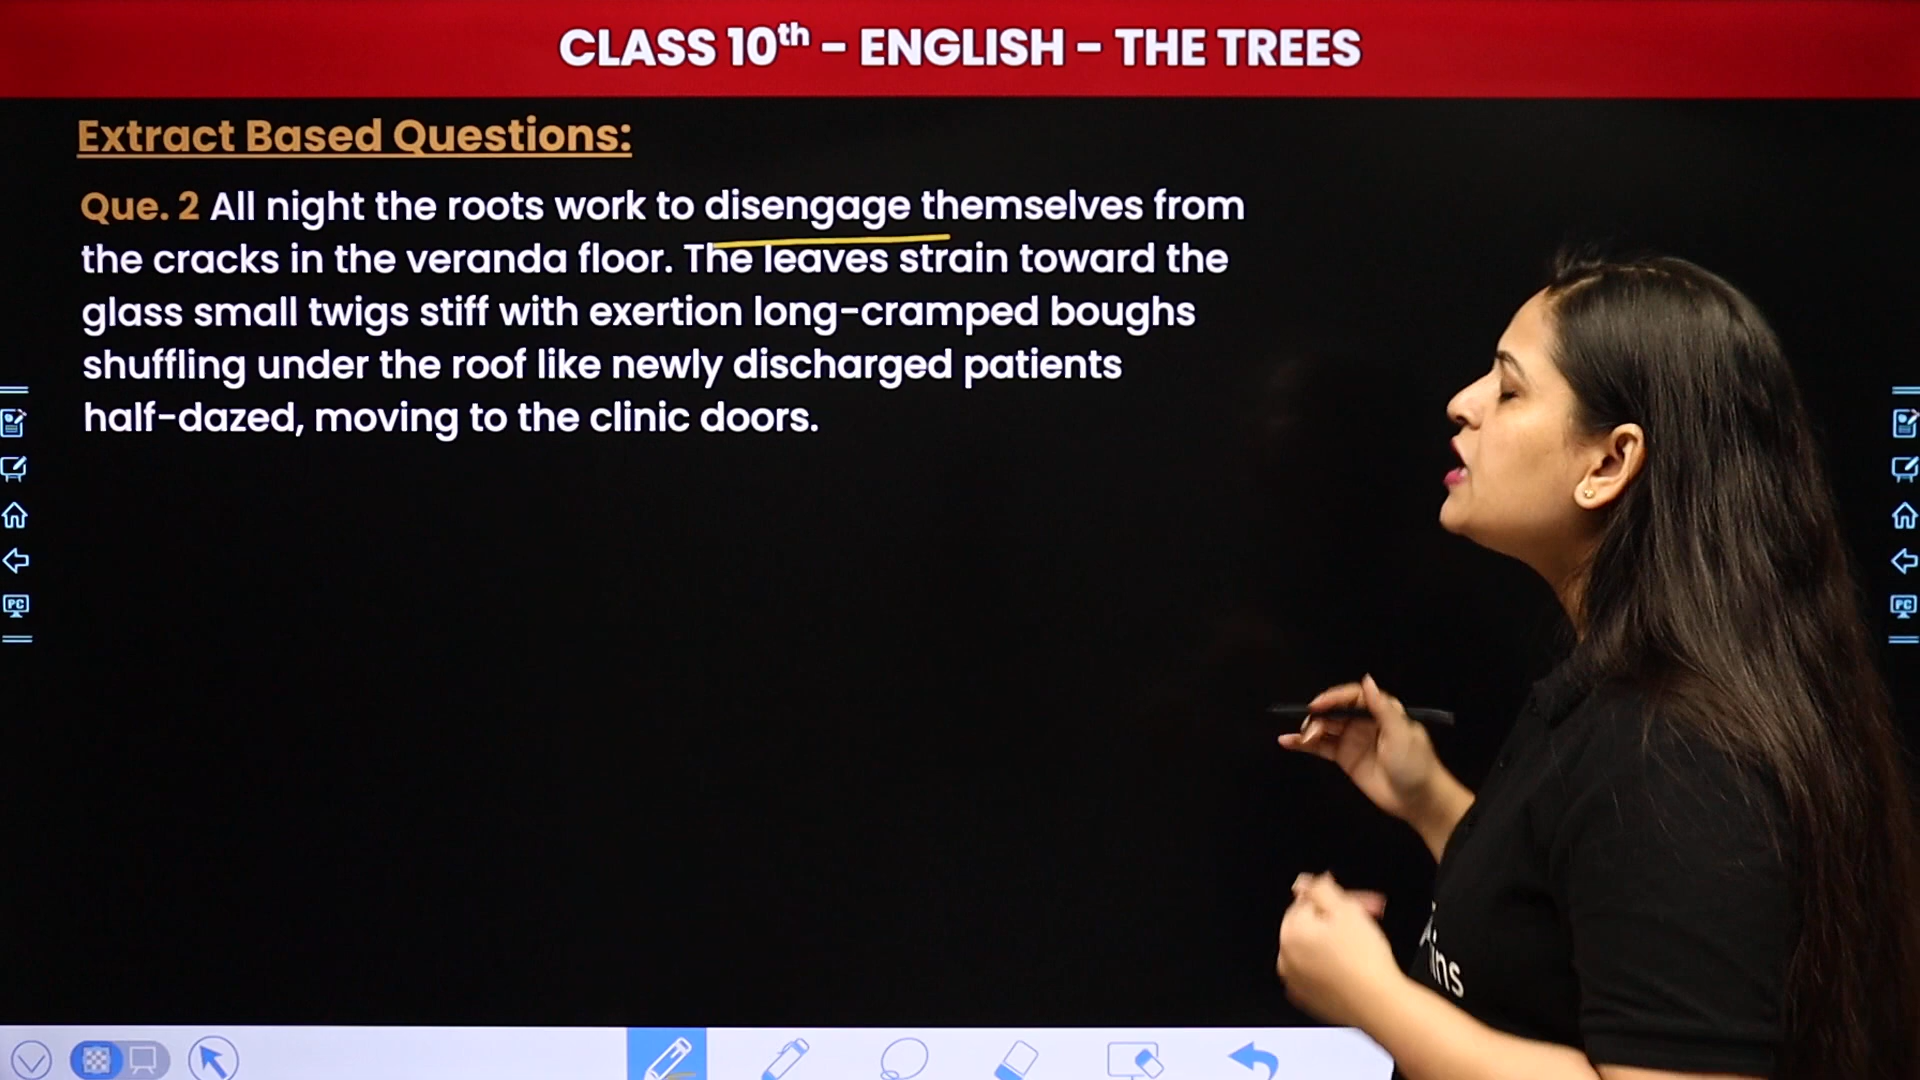 CLASS 10th – ENGLISH – THE TREES
Extract Based Questions:
Que. 2 All night the roots work to disengage themselves from
the cracks in the veranda floor. The leaves strain toward the
glass small twigs stiff with exertion long-cramped boughs
shuffling under the roof like newly discharged patients
half-dazed, moving to the clinic doors.
PC
PC